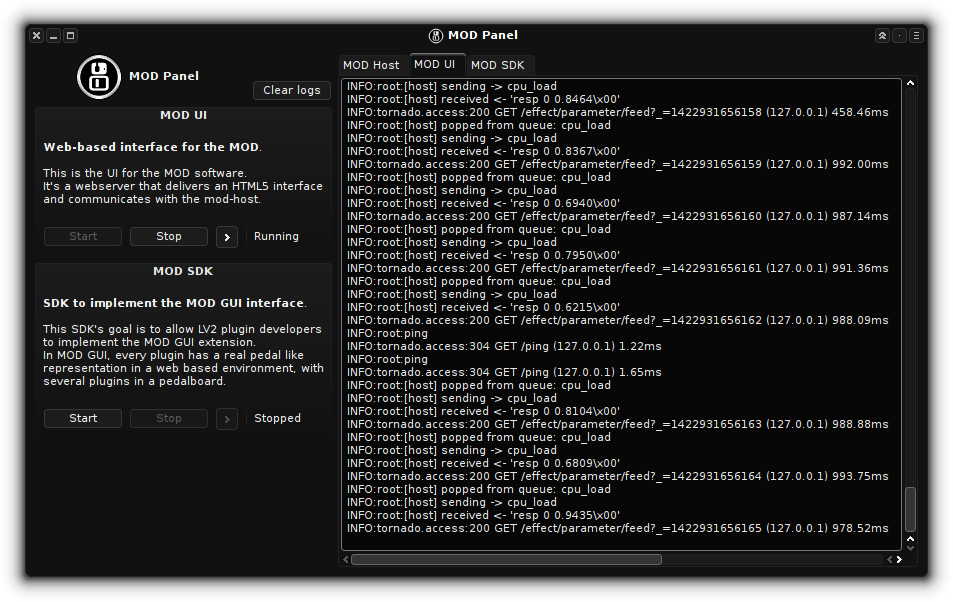 MOD Panel
MOD Panel
Clear logs
MOD UI
Web-based interface for the MOD.
This is the UI for the MOD software.
It's a webserver that delivers an HTML5 interface
and communicates with the mod-host.
Start Stop > Running
MOD SDK
SDK to implement the MOD GUI interface.
This SDK's goal is to allow LV2 plugin developers
to implement the MOD GUI extension.
In MOD GUI, every plugin has a real pedal like
representation in a web based environment, with
several plugins in a pedalboard.
Start Stop > Stopped
MOD Host MOD UI MOD SDK
INFO:root:[host] sending -> cpu_load
INFO:root:[host] received <- 'resp 0 0.8464\x00'
INFO:tornado.access:200 GET /effect/parameter/feed?_=1422931656158 (127.0.0.1) 458.46ms
INFO:root:[host] popped from queue: cpu_load
INFO:root:[host] sending -> cpu_load
INFO:root:[host] received <- 'resp 0 0.8367\x00'
INFO:tornado.access:200 GET /effect/parameter/feed?_=1422931656159 (127.0.0.1) 992.00ms
INFO:root:[host] popped from queue: cpu_load
INFO:root:[host] sending -> cpu_load
INFO:root:[host] received <- 'resp 0 0.6940\x00'
INFO:tornado.access:200 GET /effect/parameter/feed?_=1422931656160 (127.0.0.1) 987.14ms
INFO:root:[host] popped from queue: cpu_load
INFO:root:[host] sending -> cpu_load
INFO:root:[host] received <- 'resp 0 0.7950\x00'
INFO:tornado.access:200 GET /effect/parameter/feed?_=1422931656161 (127.0.0.1) 991.36ms
INFO:root:[host] popped from queue: cpu_load
INFO:root:[host] sending -> cpu_load
INFO:root:[host] received <- 'resp 0 0.6215\x00'
INFO:tornado.access:200 GET /effect/parameter/feed?_=1422931656162 (127.0.0.1) 988.09ms
INFO:root:ping
INFO:tornado.access:304 GET /ping (127.0.0.1) 1.22ms
INFO:root:ping
INFO:tornado.access:304 GET /ping (127.0.0.1) 1.65ms
INFO:root:[host] popped from queue: cpu_load
INFO:root:[host] sending -> cpu_load
INFO:root:[host] received <- 'resp 0 0.8104\x00'
INFO:tornado.access:200 GET /effect/parameter/feed?_=1422931656163 (127.0.0.1) 988.88ms
INFO:root:[host] popped from queue: cpu_load
INFO:root:[host] sending -> cpu_load
INFO:root:[host] received <- 'resp 0 0.6809\x00'
INFO:tornado.access:200 GET /effect/parameter/feed?_=1422931656164 (127.0.0.1) 993.75ms
INFO:root:[host] popped from queue: cpu_load
INFO:root:[host] sending -> cpu_load
INFO:root:[host] received <- 'resp 0 0.9435\x00'
INFO:tornado.access:200 GET /effect/parameter/feed?_=1422931656165 (127.0.0.1) 978.52ms